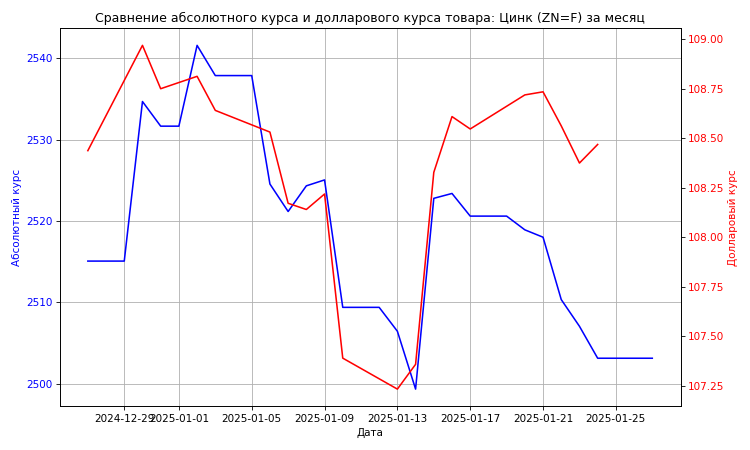 Сравнение абсолютного курса и долларового курса товара: Цинк (ZN=F) за месяц
2540
2530
2520
2510
2500
Абсолютный курс
109.00
108.75
108.50
108.25
108.00
107.75
107.50
107.25
Долларовый курс
2024-12-29 2025-01-01 2025-01-05 2025-01-09 2025-01-13 2025-01-17 2025-01-21 2025-01-25
Дата